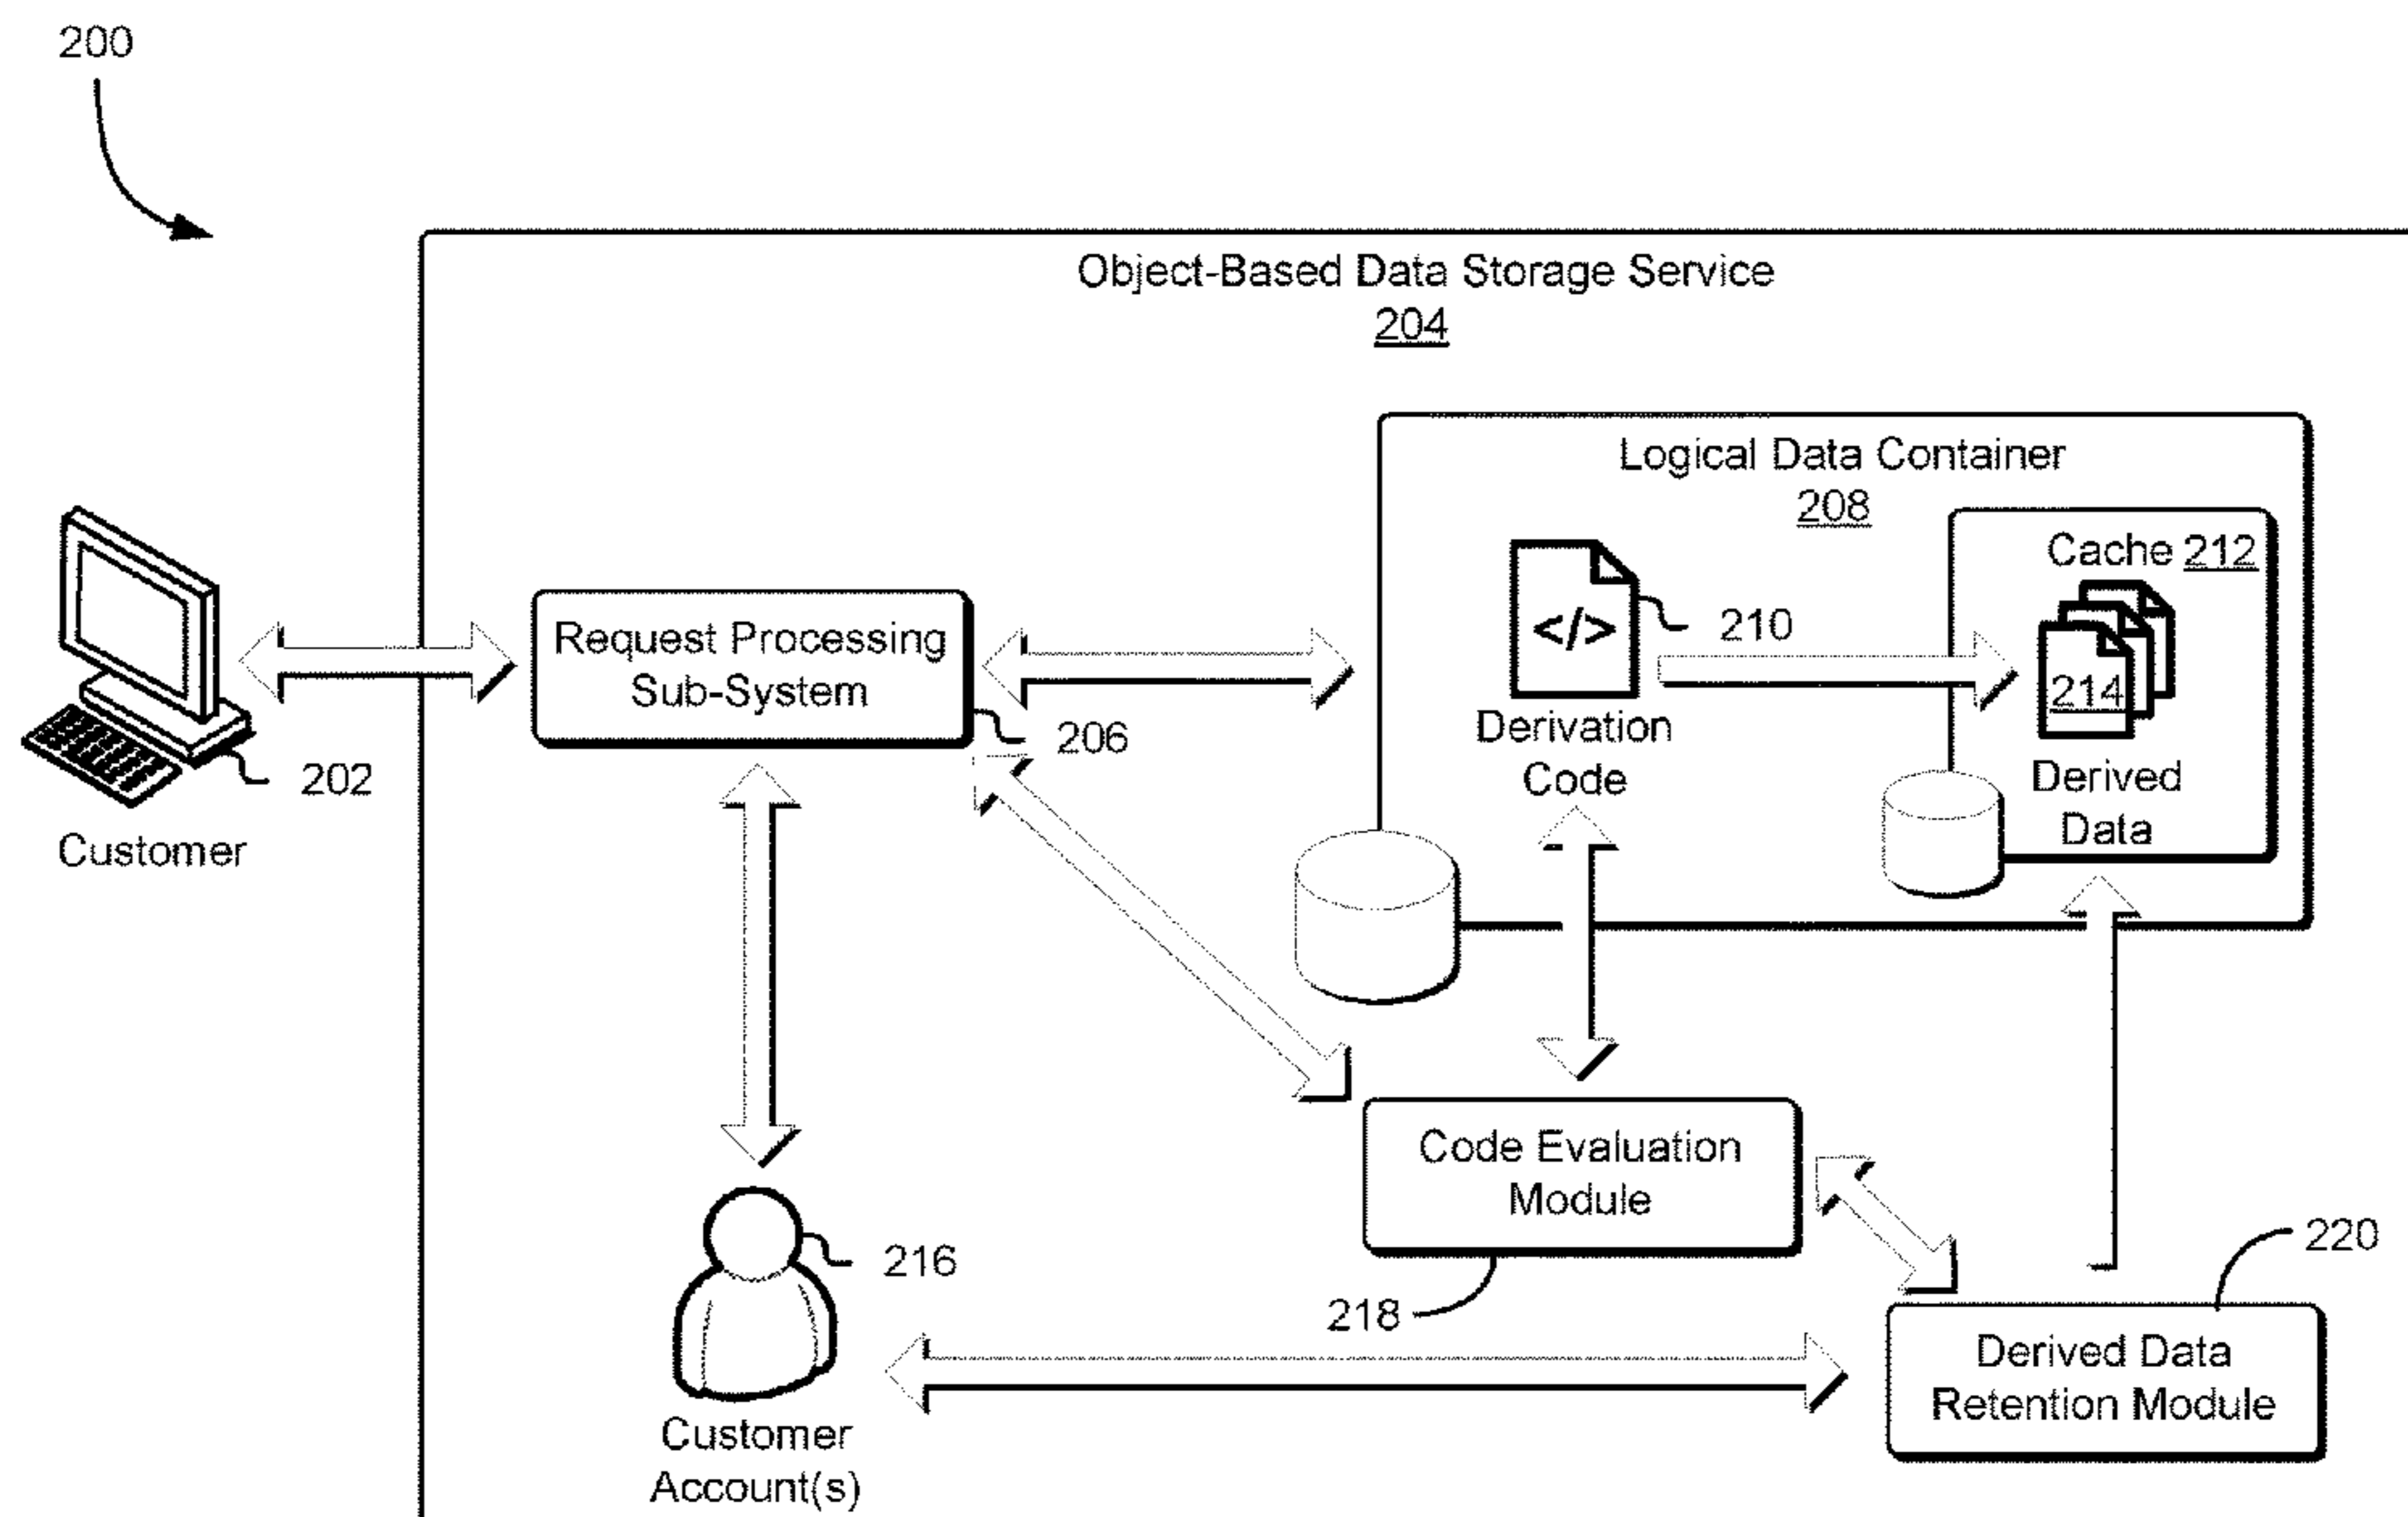 200
Object-Based Data Storage Service
204
Logical Data Container
208
Cache 212
</>
210
214
Derivation
Code
Derived
Data
Request Processing
Sub-System
206
202
Customer
Code Evaluation
Module
218
216
Customer
Account(s)
220
Derived Data
Retention Module